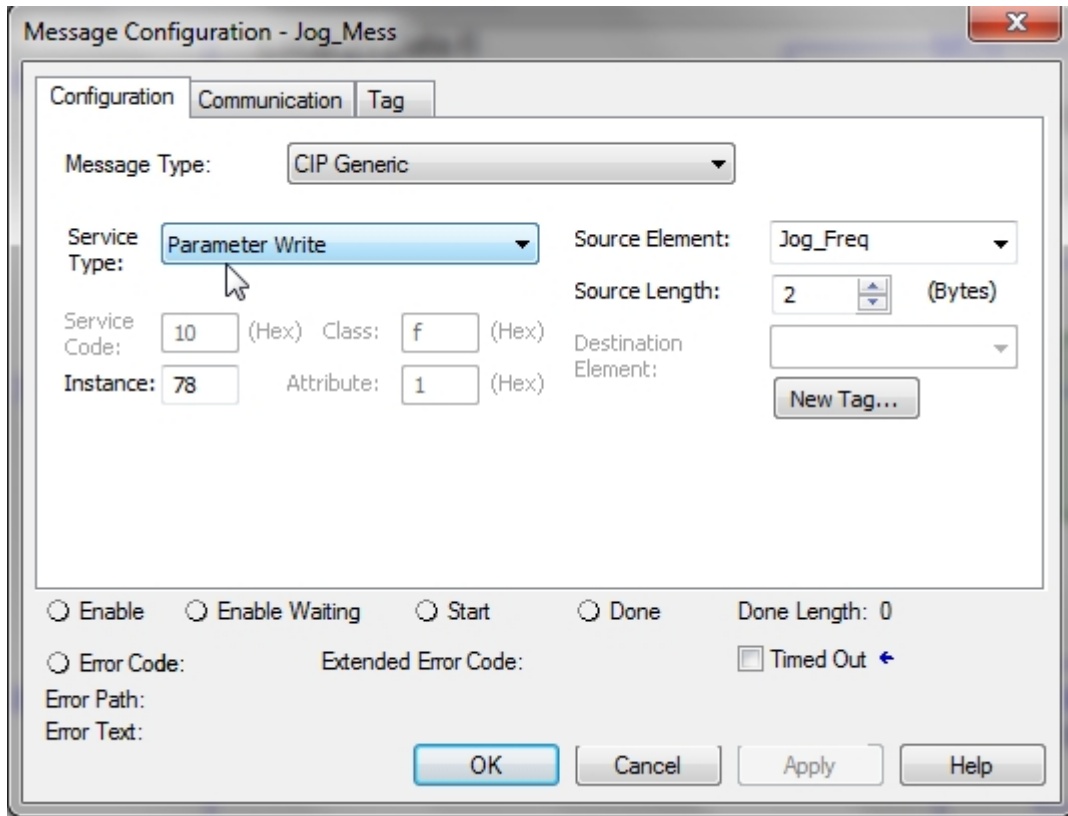 Message Configuration - Jog_Mess
Configuration Communication Tag
Message Type: CIP Generic
Service Type: Parameter Write
Source Element: Jog_Freq
Source Length: 2 (Bytes)
Service Code: 10 (Hex) Class: f (Hex)
Destination Element:
Instance: 78 Attribute: 1 (Hex)
New Tag...
Enable Enable Waiting Start Done Done Length: 0
Error Code: Extended Error Code: Timed Out
Error Path:
Error Text:
OK Cancel Apply Help